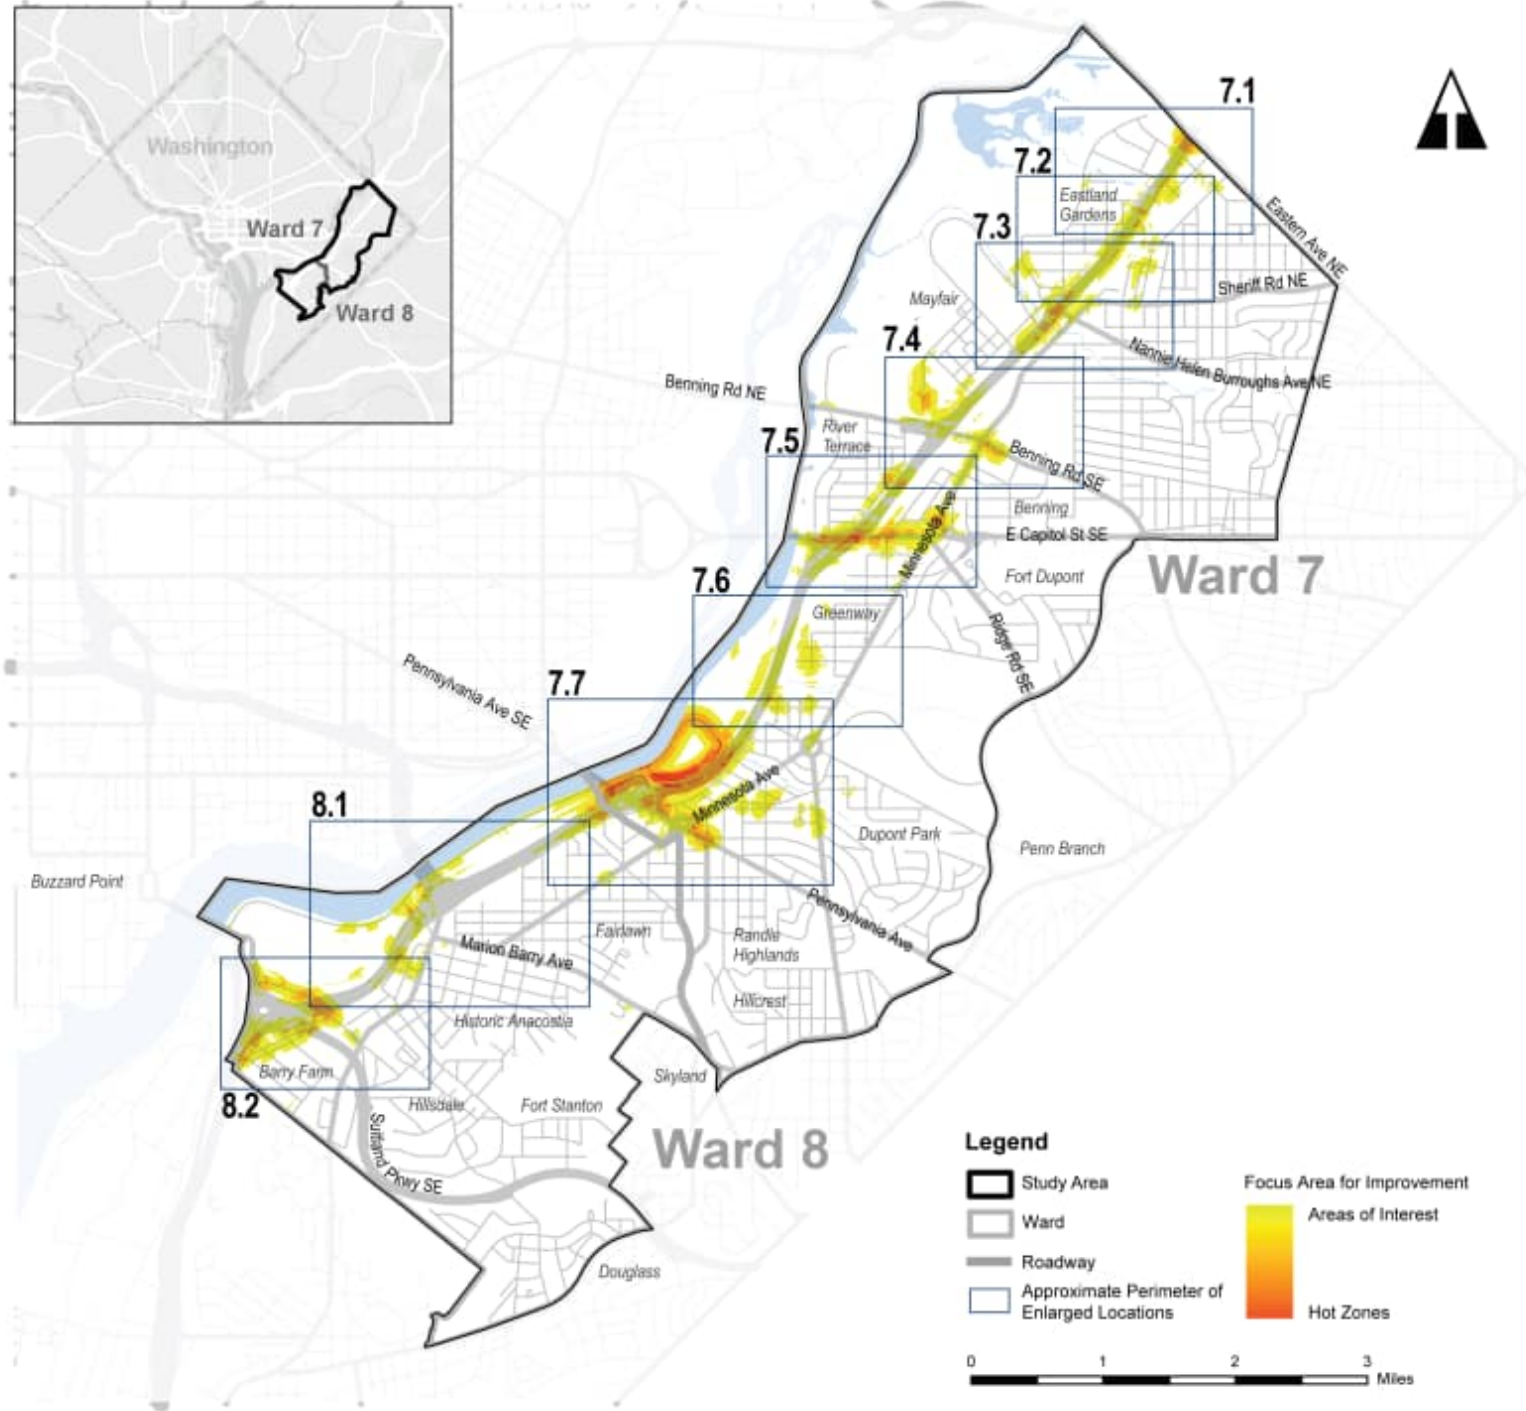 Washington
Ward 7
Ward 8
7.1
7.2
Eastland
Gardens
7.3
Eastern Ave NE
Sheriff Rd NE
Mayfair
7.4
Nannie Helen Burroughs Ave NE
Benning Rd NE
River
Terrace
7.5
Benning Rd SE
Minnesota Ave
Benning
E Capitol St SE
Fort Dupont
Ward 7
7.6
Greenway
Ridge Rd SE
Pennsylvania Ave SE
7.7
Minnesota Ave
8.1
Dupont Park
Penn Branch
Buzzard Point
Pennsylvania Ave
Fairlawn
Randle
Highlands
Marion Barry Ave
Hillcrest
Historic Anacostia
Barry Farm
Skyland
8.2
Hillsdale
Fort Stanton
Suitland Pkwy SE
Ward 8
Douglass
Legend
Study Area
Ward
Roadway
Approximate Perimeter of
Enlarged Locations
Focus Area for Improvement
Areas of Interest
Hot Zones
0 1 2 3
Miles